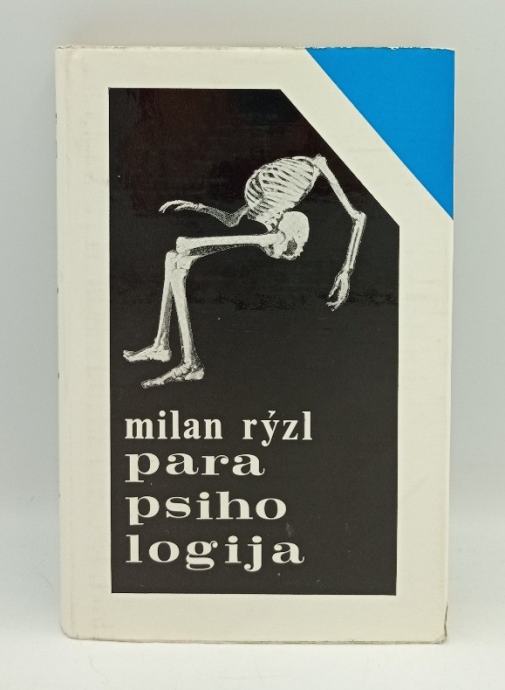 milan rýzl
para
psiho
logija